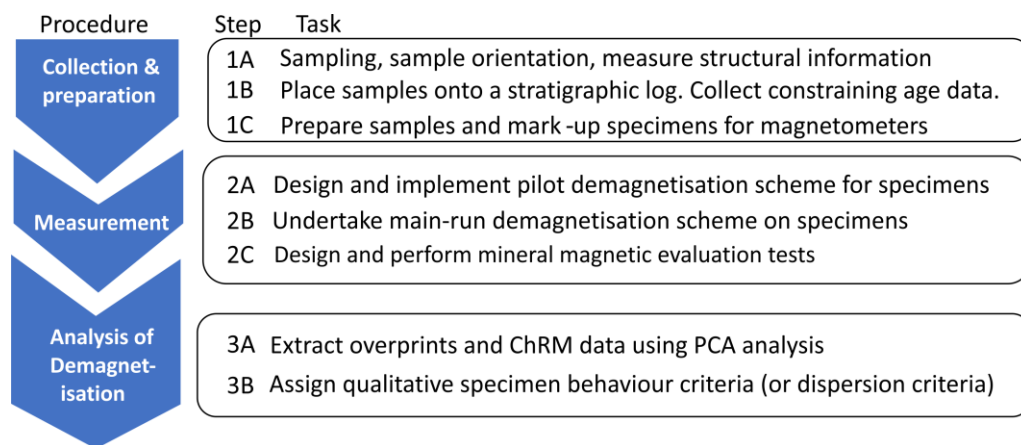 Procedure Step Task
Collection &
preparation
1A Sampling, sample orientation, measure structural information
1B Place samples onto a stratigraphic log. Collect constraining age data.
1C Prepare samples and mark -up specimens for magnetometers
Measurement
2A Design and implement pilot demagnetisation scheme for specimens
2B Undertake main-run demagnetisation scheme on specimens
2C Design and perform mineral magnetic evaluation tests
Analysis of
Demagnet-
isation
3A Extract overprints and ChRM data using PCA analysis
3B Assign qualitative specimen behaviour criteria (or dispersion criteria)